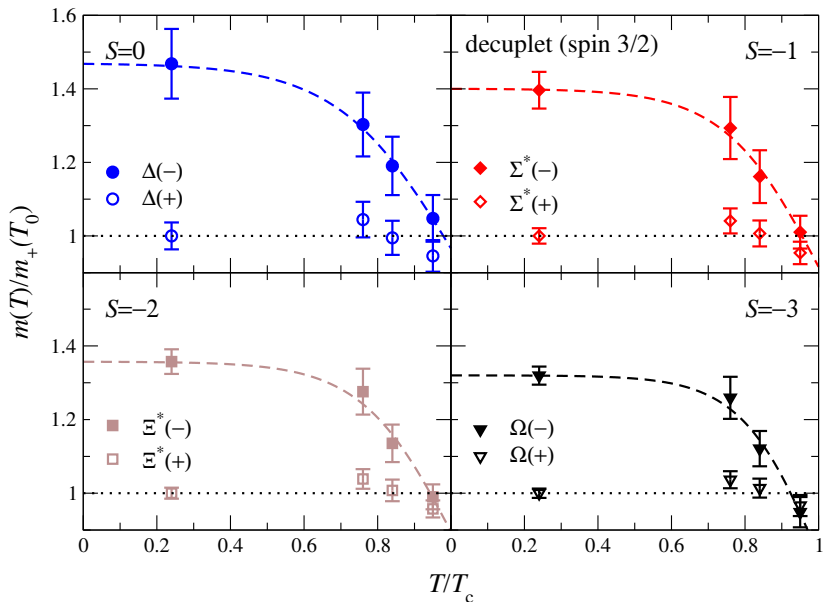 S=0
decuplet (spin 3/2)
S=−1
1.6
1.4
1.2
1
Δ(−)
Δ(+)
Σ*(−)
Σ*(+)
m(T)/m₊(T₀)
S=−2
S=−3
1.4
1.2
1
Ξ*(−)
Ξ*(+)
Ω(−)
Ω(+)
0 0.2 0.4 0.6 0.8 0 0.2 0.4 0.6 0.8 1
T/Tc